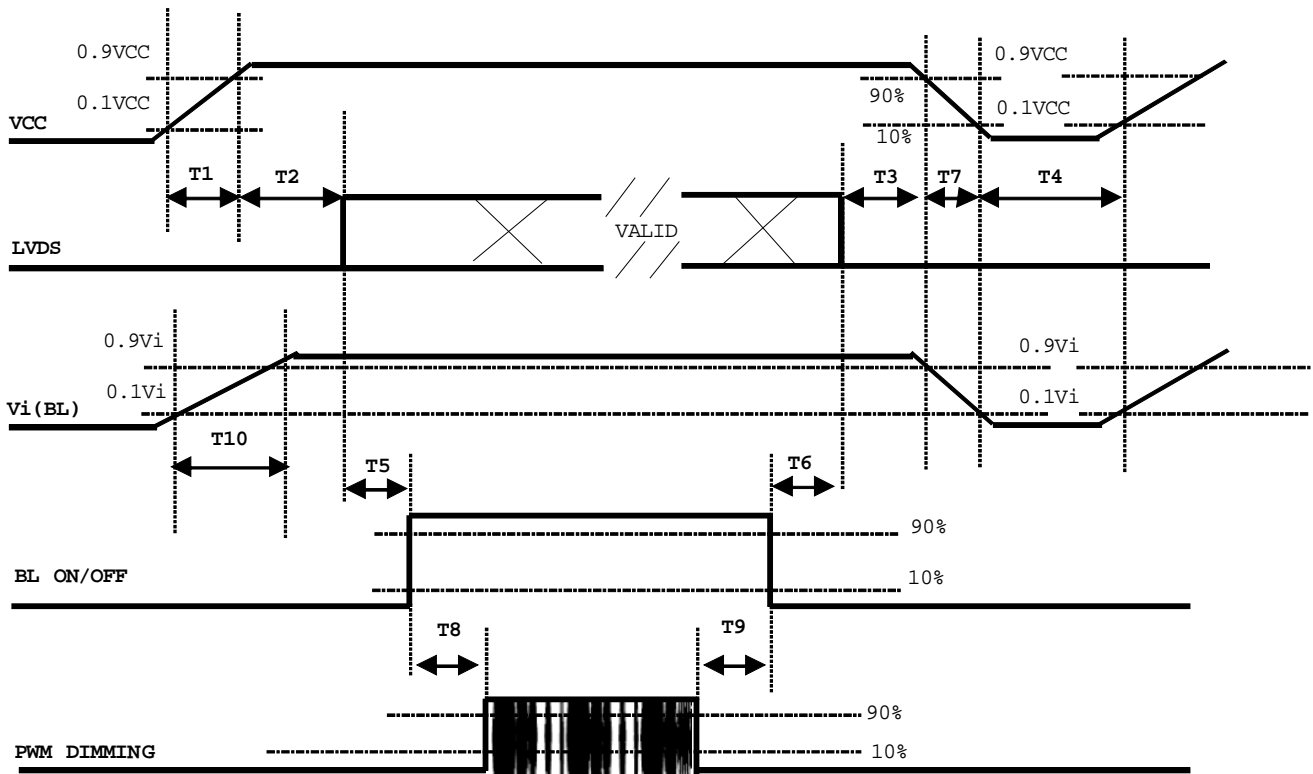 0.9VCC 0.9VCC
90%
0.1VCC 0.1VCC
VCC
10%
T1 T2 T3 T7 T4
VALID
LVDS
0.9Vi 0.9Vi
0.1Vi 0.1Vi
Vi(BL)
T10
T5 T6
90%
BL ON/OFF 10%
T8 T9
90%
PWM DIMMING 10%